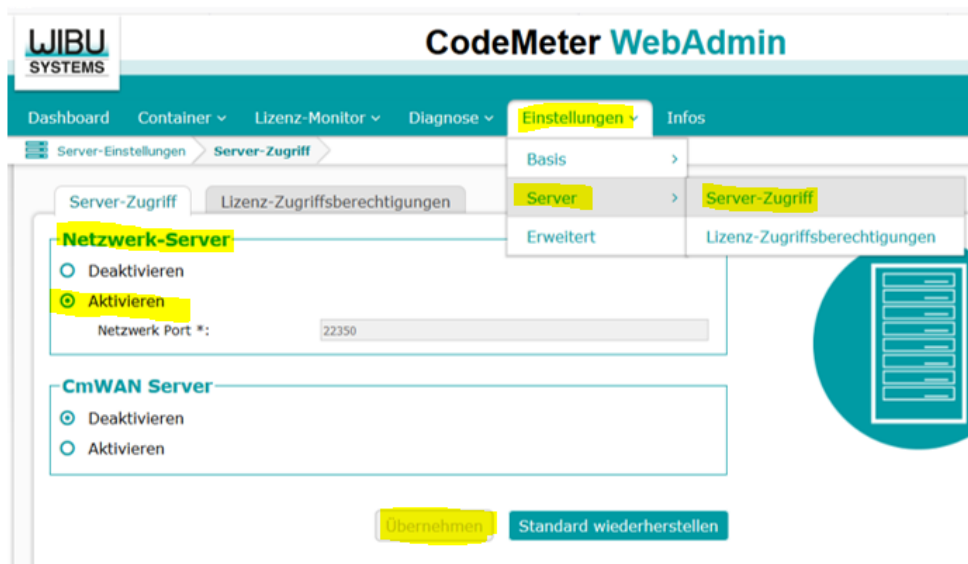 WIBU
SYSTEMS
CodeMeter WebAdmin
Dashboard Container Lizenz-Monitor Diagnose Einstellungen Infos
Server-Einstellungen Server-Zugriff
Basis
Server-Zugriff Lizenz-Zugriffsberechtigungen
Server Server-Zugriff
Erweitert Lizenz-Zugriffsberechtigungen
Netzwerk-Server
Deaktivieren
Aktivieren
Netzwerk Port *: 22350
CmWAN Server
Deaktivieren
Aktivieren
Übernehmen Standard wiederherstellen